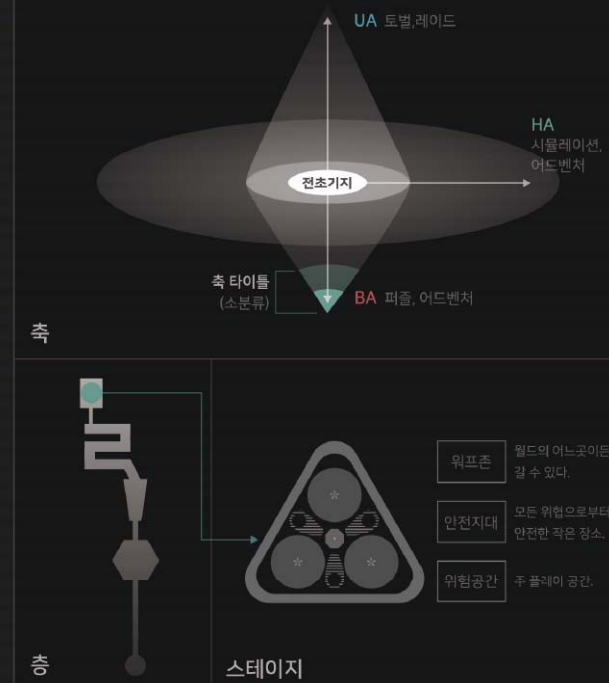 UA 토벌,레이드
HA
시뮬레이션,
어드벤처
전초기지
축 타이틀
(소분류)
BA 퍼즐, 어드벤처
축
워프존
월드의 어느곳이든
갈 수 있다.
안전지대
모든 위협으로부터
안전한 작은 장소.
위험공간
주 플레이 공간.
층
스테이지